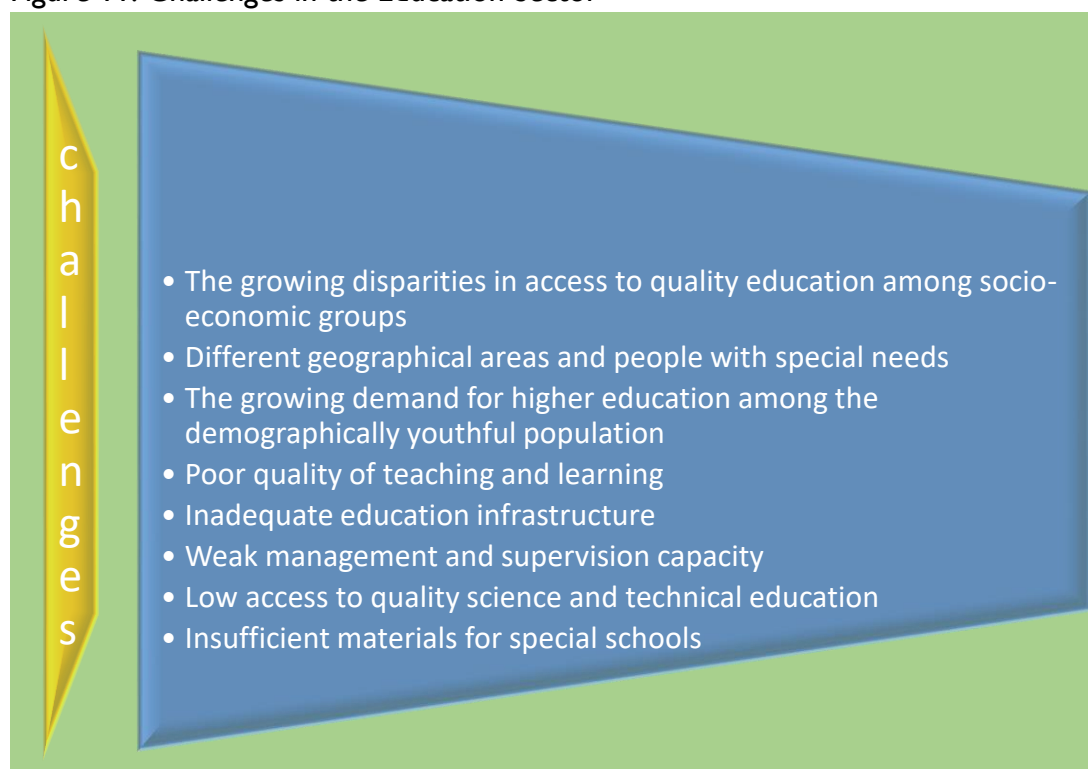 Challenges in the Education Sector
challenges
• The growing disparities in access to quality education among socio-
economic groups
• Different geographical areas and people with special needs
• The growing demand for higher education among the
demographically youthful population
• Poor quality of teaching and learning
• Inadequate education infrastructure
• Weak management and supervision capacity
• Low access to quality science and technical education
• Insufficient materials for special schools